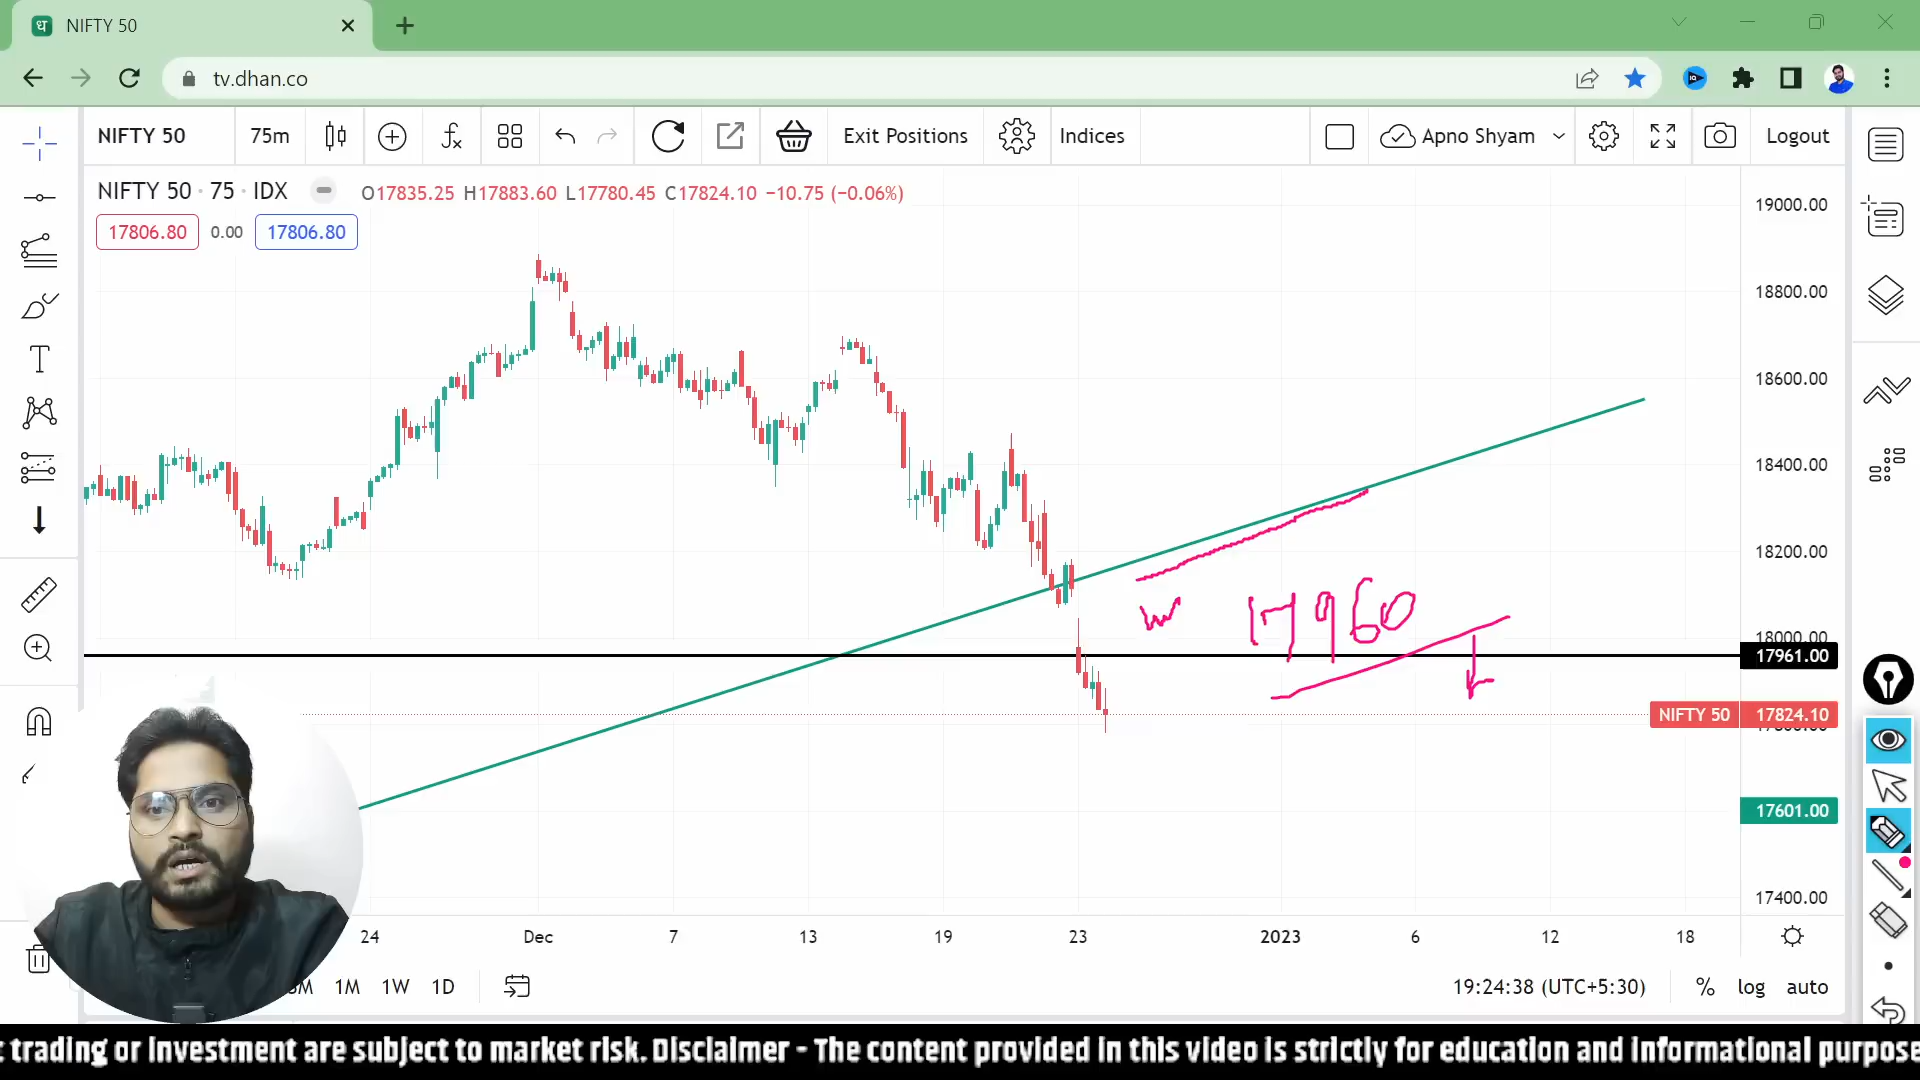 ध NIFTY 50
tv.dhan.co
NIFTY 50 75m Exit Positions Indices Apno Shyam Logout
NIFTY 50 · 75 · IDX O17835.25 H17883.60 L17780.45 C17824.10 −10.75 (−0.06%)
17806.80 0.00 17806.80
19000.00
18800.00
18600.00
18400.00
18200.00
17960
18000.00
17961.00
NIFTY 50 17824.10
17601.00
17400.00
24 Dec 7 13 19 23 2023 6 12 18
1M 1W 1D 19:24:38 (UTC+5:30) % log auto
trading or investment are subject to market risk. Disclaimer - The content provided in this video is strictly for education and informational purpose